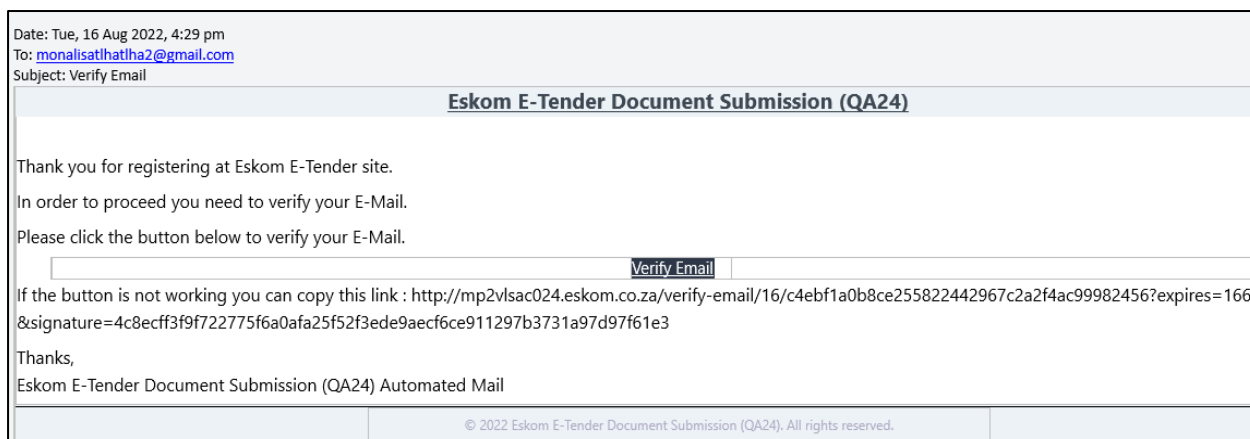 Date: Tue, 16 Aug 2022, 4:29 pm
To: monalisatlhatlha2@gmail.com
Subject: Verify Email
Eskom E-Tender Document Submission (QA24)
Thank you for registering at Eskom E-Tender site.
In order to proceed you need to verify your E-Mail.
Please click the button below to verify your E-Mail.
Verify Email
If the button is not working you can copy this link : http://mp2vlsac024.eskom.co.za/verify-email/16/c4ebf1a0b8ce255822442967c2a2f4ac99982456?expires=166
&signature=4c8ecff3f9f722775f6a0afa25f52f3ede9aecf6ce911297b3731a97d97f61e3
Thanks,
Eskom E-Tender Document Submission (QA24) Automated Mail
© 2022 Eskom E-Tender Document Submission (QA24). All rights reserved.